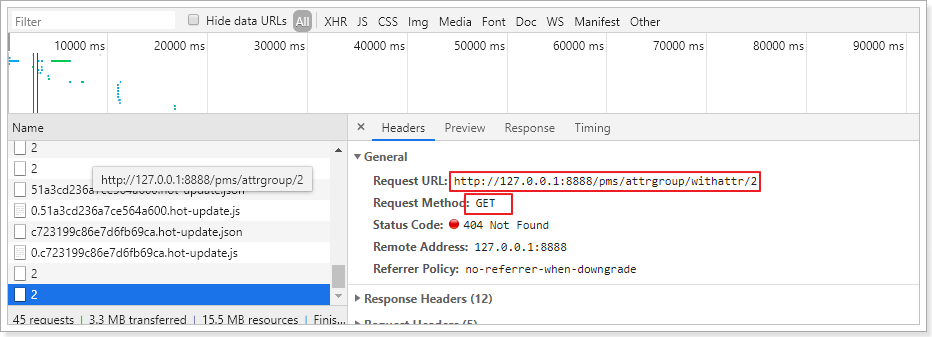 Filter Hide data URLs All XHR JS CSS Img Media Font Doc WS Manifest Other
10000 ms 20000 ms 30000 ms 40000 ms 50000 ms 60000 ms 70000 ms 80000 ms 90000 ms
Name
2
2
http://127.0.0.1:8888/pms/attrgroup/2
51a3cd236a7ce564a600.hot-update.json
0.51a3cd236a7ce564a600.hot-update.js
c723199c86e7d6fb69ca.hot-update.json
0.c723199c86e7d6fb69ca.hot-update.js
2
2
45 requests | 3.3 MB transferred | 15.5 MB resources | Finis...
× Headers Preview Response Timing
General
Request URL: http://127.0.0.1:8888/pms/attrgroup/withattr/2
Request Method: GET
Status Code: 404 Not Found
Remote Address: 127.0.0.1:8888
Referrer Policy: no-referrer-when-downgrade
Response Headers (12)
Request Headers (5)